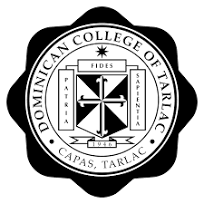 DOMINICAN COLLEGE OF TARLAC
FIDES
PATRIA
SAPIENTIA
1946
CAPAS, TARLAC